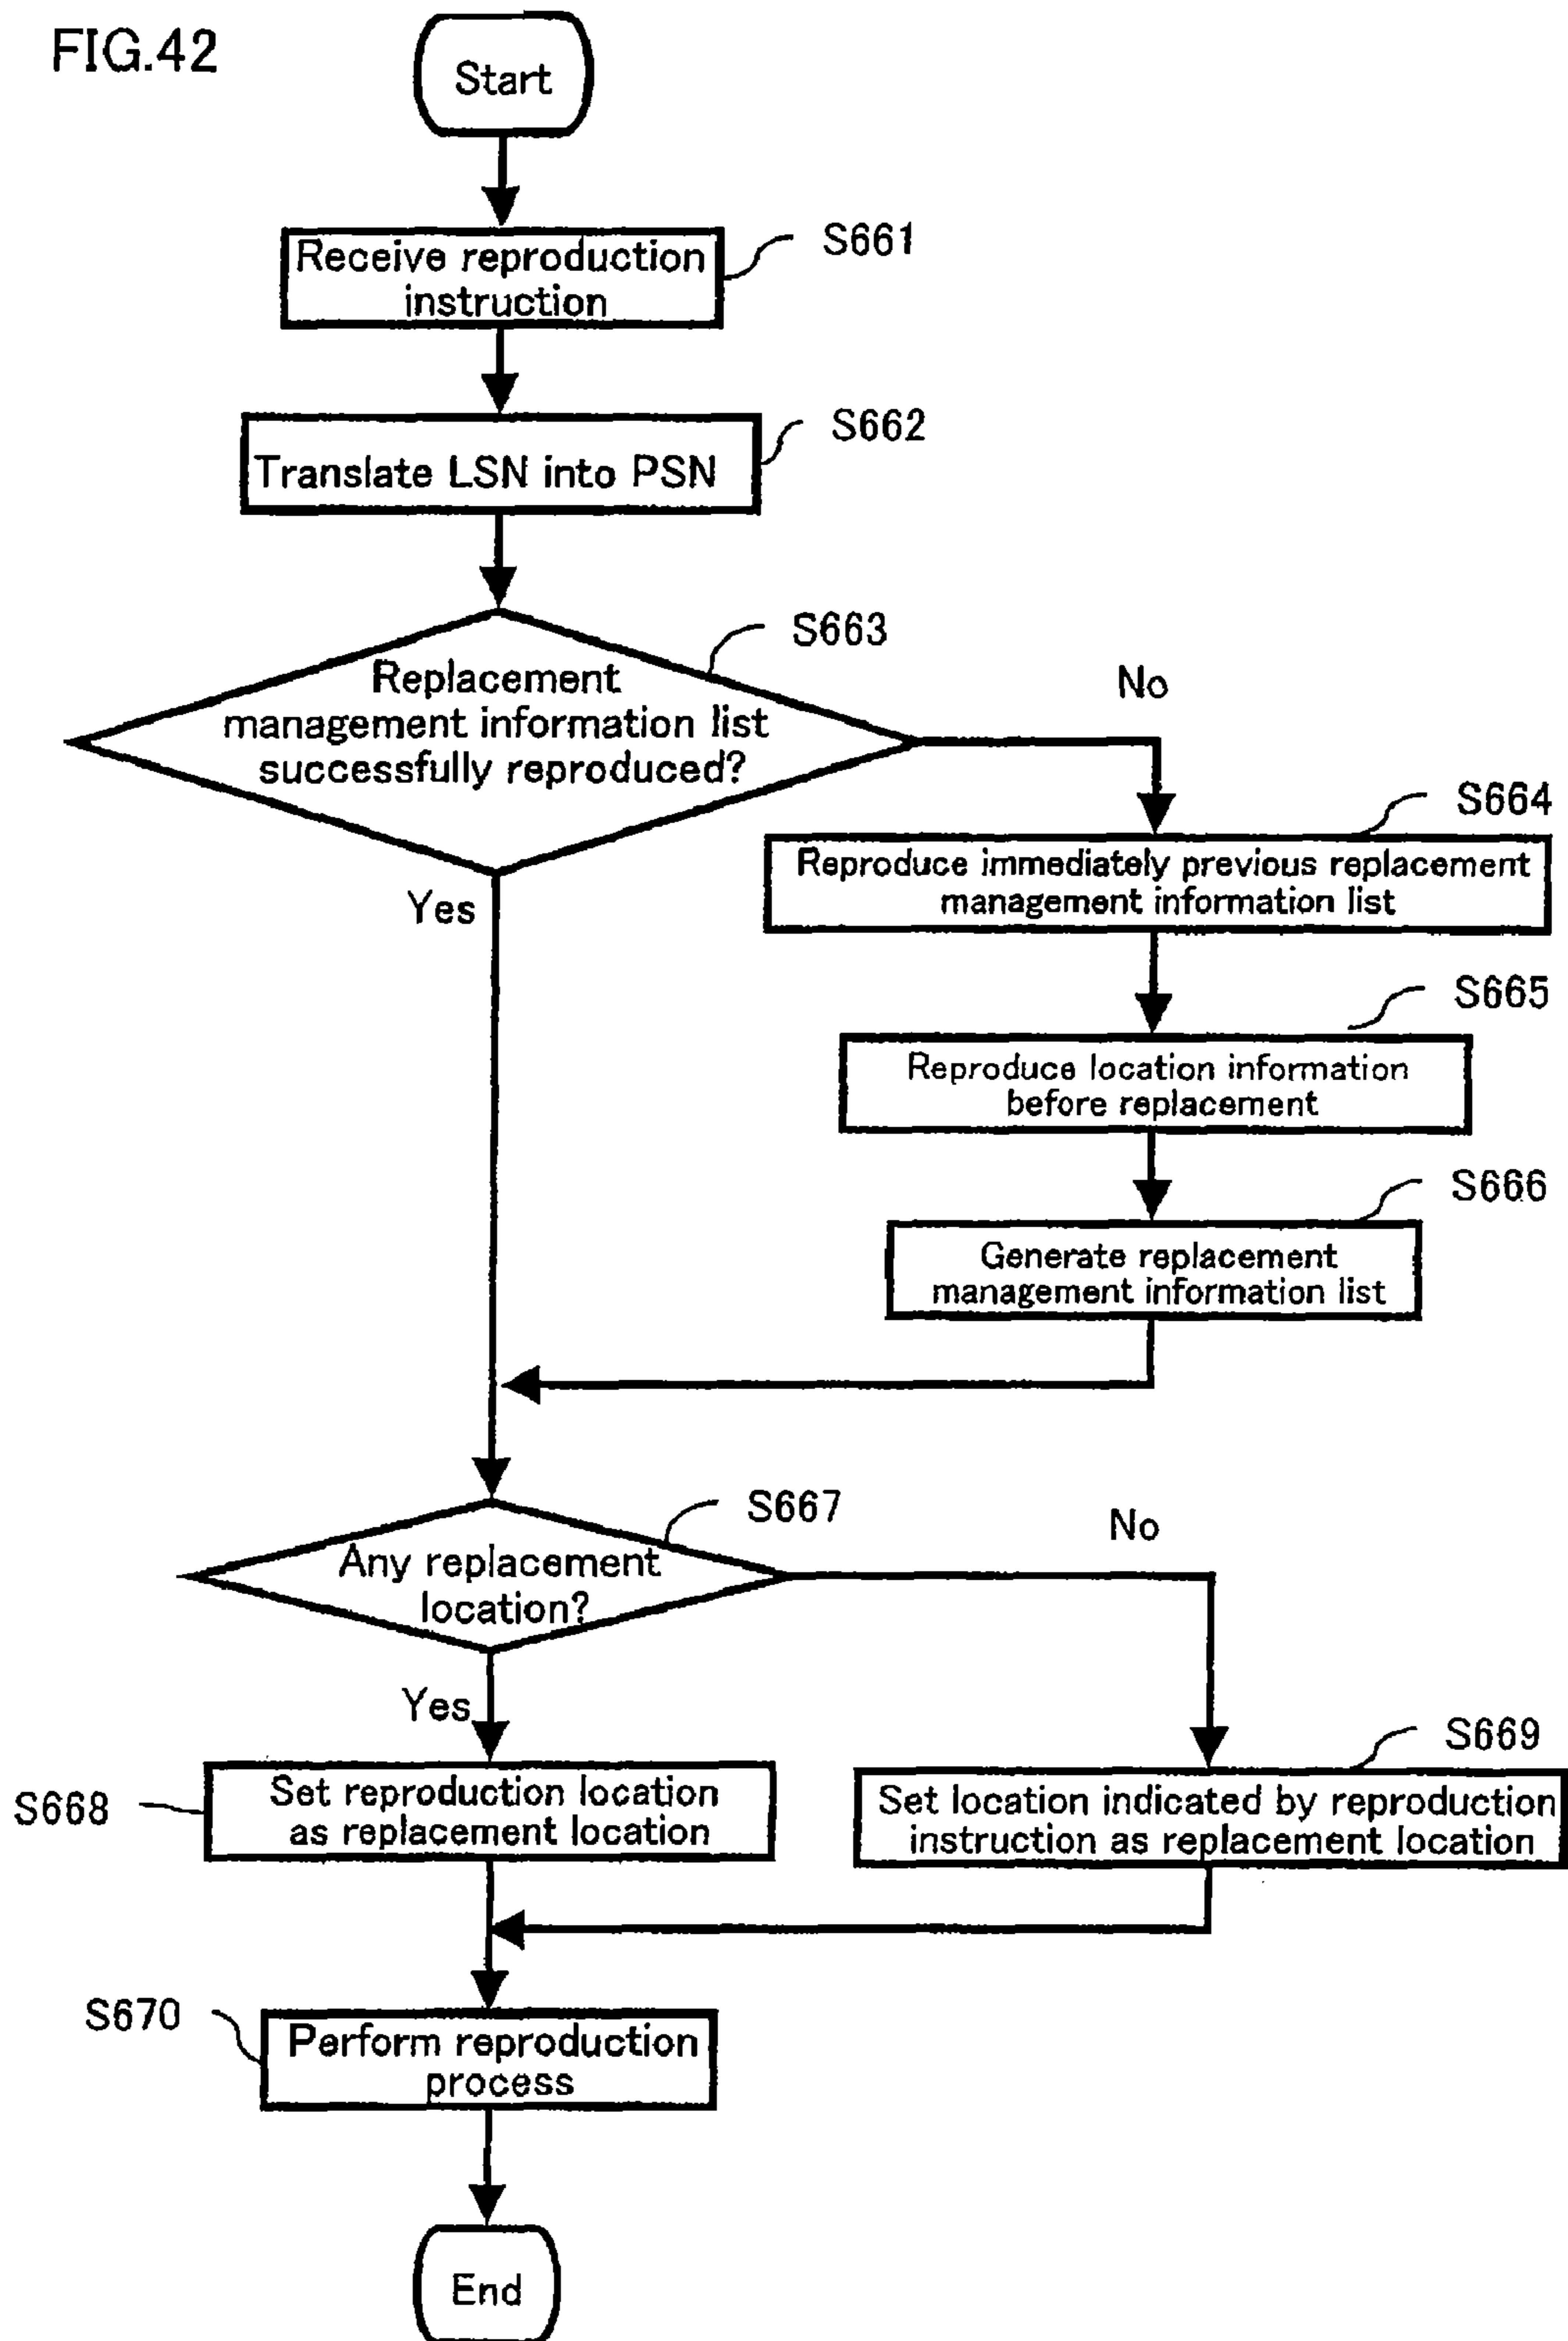 FIG.42
Start
Receive reproduction
instruction
S661
Translate LSN into PSN
S662
Replacement
management information list
successfully reproduced?
S663
No
Yes
Reproduce immediately previous replacement
management information list
S664
Reproduce location information
before replacement
S665
Generate replacement
management information list
S666
Any replacement
location?
S667
No
Yes
Set reproduction location
as replacement location
S668
Set location indicated by reproduction
instruction as replacement location
S669
Perform reproduction
process
S670
End